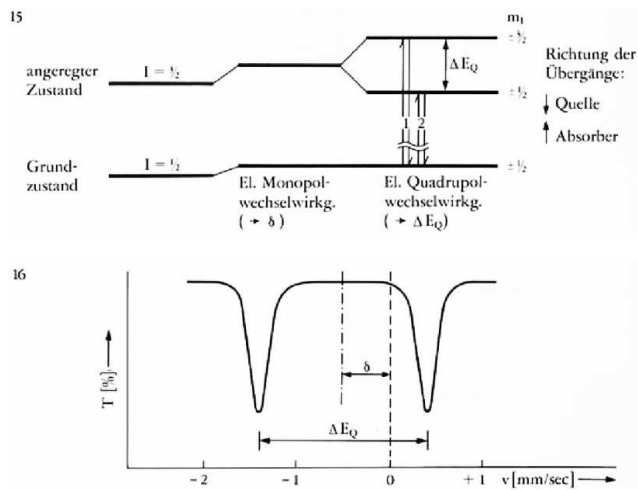 15
m_I
± ³⁄₂
angeregter
Zustand
I = ³⁄₂
ΔE_Q
± ½
Richtung der
Übergänge:
↓ Quelle
↑ Absorber
1 2
Grund-
zustand
I = ½
± ½
El. Monopol-
wechselwirkg.
( → δ )
El. Quadrupol-
wechselwirkg.
( → ΔE_Q)
16
T [%]
δ
ΔE_Q
−2 −1 0 +1 v [mm/sec]